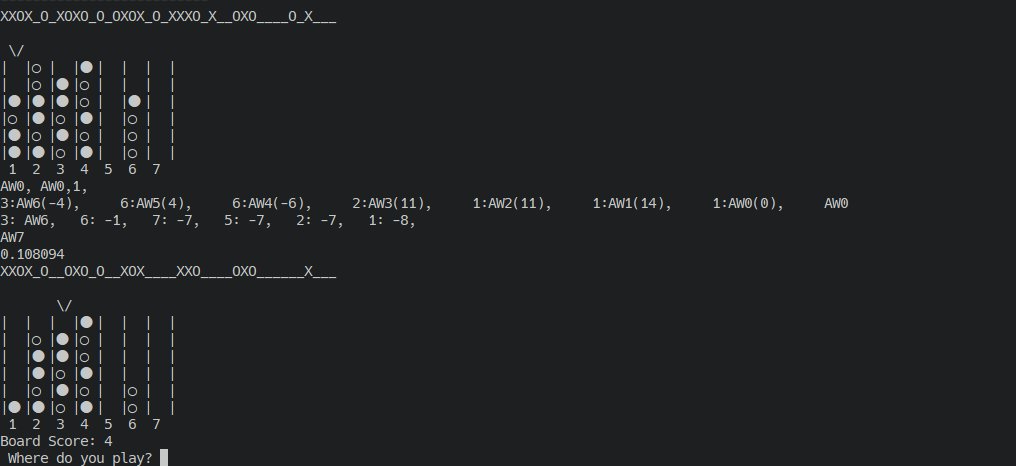 XXOX_O_XOXO_O_OXOX_O_XXXO_X__OXO____O_X___
\/
|  |○ |  |● |  |  |  |
|  |○ |● |○ |  |  |  |
|● |● |● |○ |  |● |  |
|○ |● |○ |● |  |○ |  |
|● |○ |● |○ |  |○ |  |
|● |● |○ |● |  |○ |  |
1 2 3 4 5 6 7
AW0, AW0,1,
3:AW6(-4), 6:AW5(4), 6:AW4(-6), 2:AW3(11), 1:AW2(11), 1:AW1(14), 1:AW0(0), AW0
3: AW6, 6: -1, 7: -7, 5: -7, 2: -7, 1: -8,
AW7
0.108094
XXOX_O__OXO_O__XOX____XXO____OXO______X___
\/
|  |  |  |● |  |  |  |
|  |○ |● |○ |  |  |  |
|  |● |● |○ |  |  |  |
|  |● |○ |● |  |  |  |
|  |○ |● |○ |  |○ |  |
|● |● |○ |● |  |○ |  |
1 2 3 4 5 6 7
Board Score: 4
Where do you play?